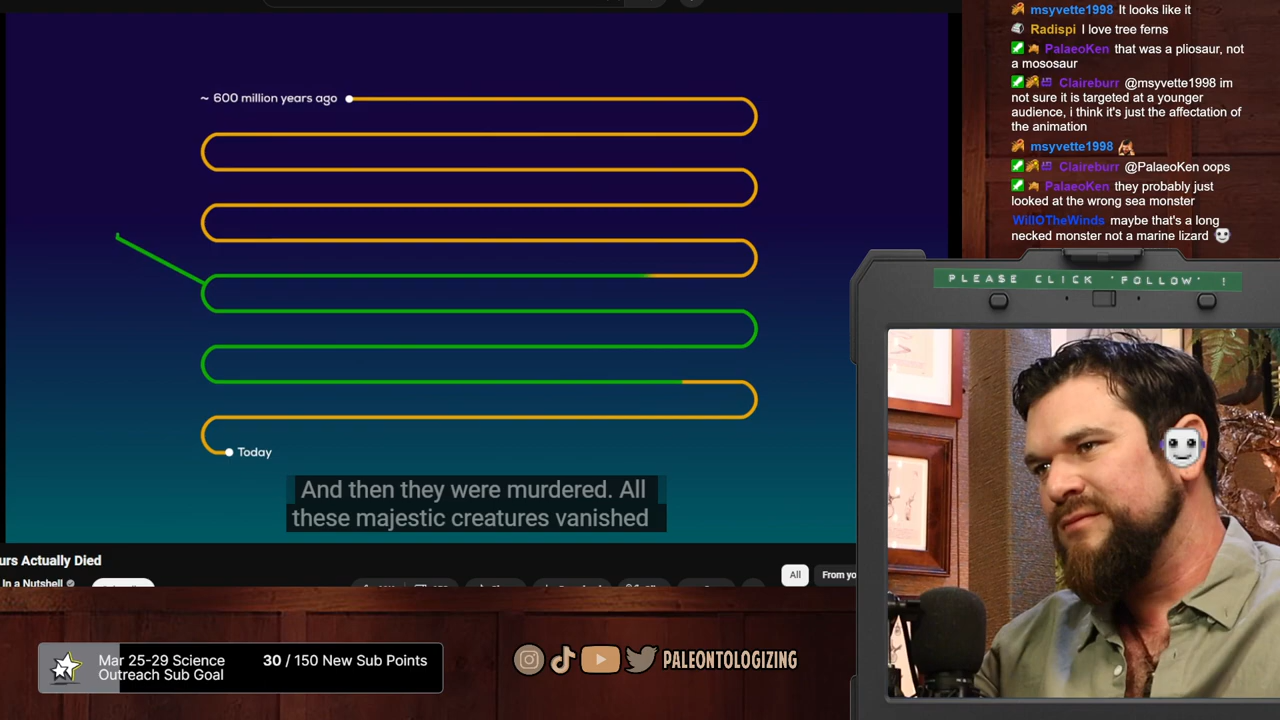 ~ 600 million years ago
Today
And then they were murdered. All
these majestic creatures vanished
urs Actually Died
In a Nutshell
All
From yo
msyvette1998 It looks like it
Radispi I love tree ferns
PalaeoKen that was a pliosaur, not
a mososaur
Claireburr @msyvette1998 im
not sure it is targeted at a younger
audience, i think it's just the affectation of
the animation
msyvette1998
Claireburr @PalaeoKen oops
PalaeoKen they probably just
looked at the wrong sea monster
WillOTheWinds maybe that's a long
necked monster not a marine lizard
PLEASE CLICK 'FOLLOW' !
Mar 25-29 Science
Outreach Sub Goal
30 / 150 New Sub Points
PALEONTOLOGIZING